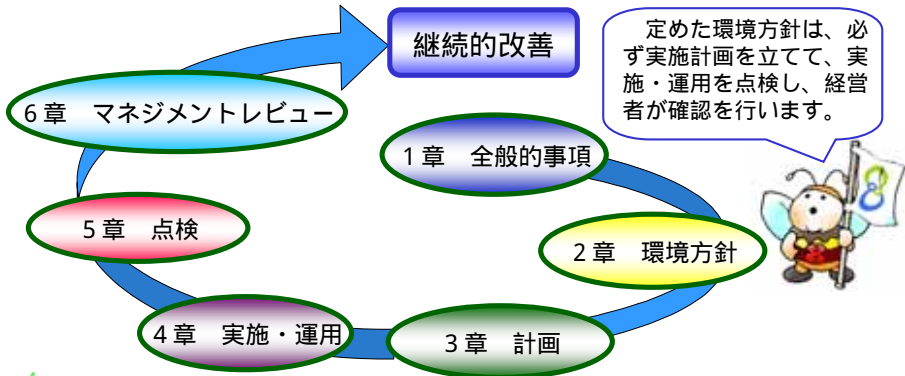 継続的改善
定めた環境方針は、必
ず実施計画を立てて、実
施・運用を点検し、経営
者が確認を行います。
6章 マネジメントレビュー
1章 全般的事項
5章 点検
2章 環境方針
4章 実施・運用
3章 計画